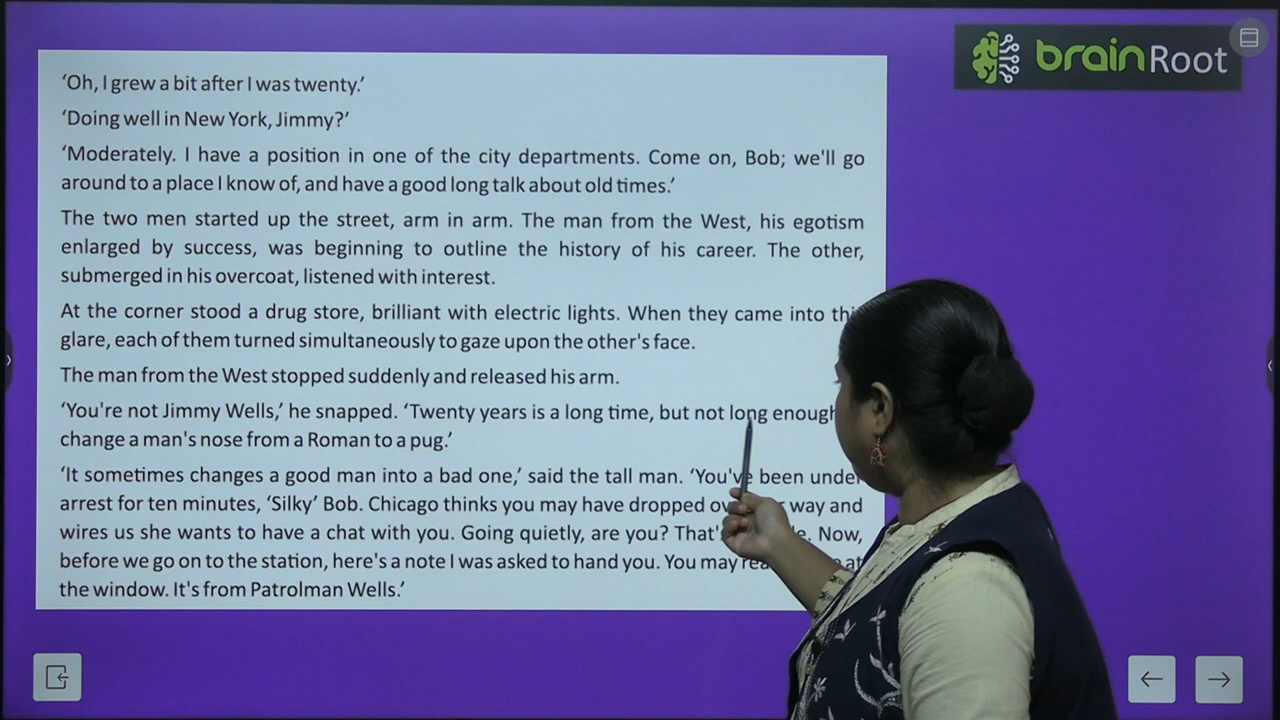 brainRoot
‘Oh, I grew a bit after I was twenty.’
‘Doing well in New York, Jimmy?’
‘Moderately. I have a position in one of the city departments. Come on, Bob; we'll go
around to a place I know of, and have a good long talk about old times.’
The two men started up the street, arm in arm. The man from the West, his egotism
enlarged by success, was beginning to outline the history of his career. The other,
submerged in his overcoat, listened with interest.
At the corner stood a drug store, brilliant with electric lights. When they came into
glare, each of them turned simultaneously to gaze upon the other's face.
The man from the West stopped suddenly and released his arm.
‘You're not Jimmy Wells,’ he snapped. ‘Twenty years is a long time, but not long enough
change a man's nose from a Roman to a pug.’
‘It sometimes changes a good man into a bad one,’ said the tall man. ‘You've been under
arrest for ten minutes, ‘Silky’ Bob. Chicago thinks you may have dropped way and
wires us she wants to have a chat with you. Going quietly, are you? Now,
before we go on to the station, here's a note I was asked to hand you. You may at
the window. It's from Patrolman Wells.’